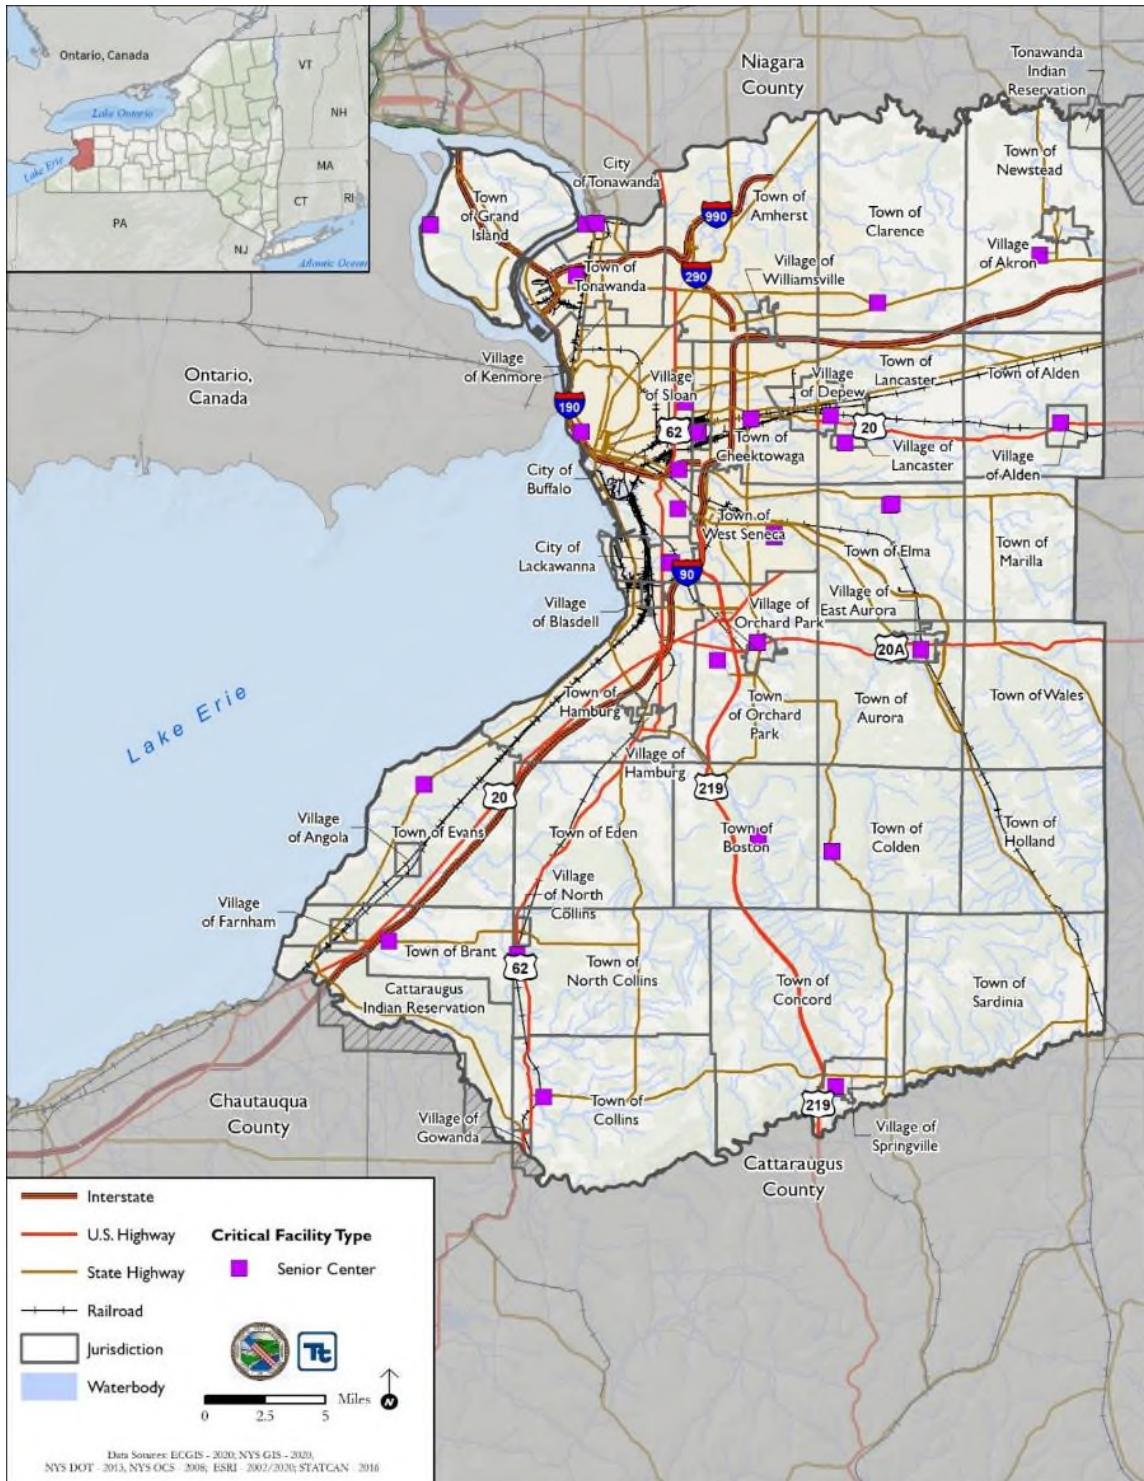 Ontario, Canada
VT
Lake Ontario
NH
Lake Erie
MA
CT
RI
PA
NJ
Atlantic Ocean
Niagara
County
Tonawanda
Indian
Reservation
City
of Tonawanda
Town
of Grand
Island
990
Town of
Amherst
Town of
Clarence
Town of
Newstead
Town of
Tonawanda
290
Village of
Williamsville
Village
of Akron
Village
of Kenmore
Ontario,
Canada
190
Village
of Sloan
Village
of Depew
Town of
Lancaster
Town of Alden
62
20
Town of
Cheektowaga
Village of
Lancaster
Village
of Alden
City of
Buffalo
Town of
West Seneca
City of
Lackawanna
90
Town of Elma
Town of
Marilla
Village
of Blasdell
Village of
Orchard Park
Village of
East Aurora
20A
Lake Erie
Town of
Hamburg
Town
of Orchard
Park
Town of
Aurora
Town of Wales
Village of
Hamburg
20
219
Village
of Angola
Town of Evans
Town of Eden
Town of
Boston
Town of
Colden
Town of
Holland
Village
of North
Collins
Village
of Farnham
Town of Brant
62
Town of
North Collins
Town of
Concord
Town of
Sardinia
Cattaraugus
Indian Reservation
Chautauqua
County
Village of
Gowanda
Town of
Collins
219
Village of
Springville
Cattaraugus
County
Interstate
U.S. Highway
State Highway
Railroad
Jurisdiction
Waterbody
Critical Facility Type
Senior Center
Tt
Miles
0 2.5 5
N
Data Sources: ECGIS - 2020; NYS GIS - 2020,
NYS DOT - 2013, NYS OCS - 2008; ESRI - 2002/2020; STATCAN - 2016